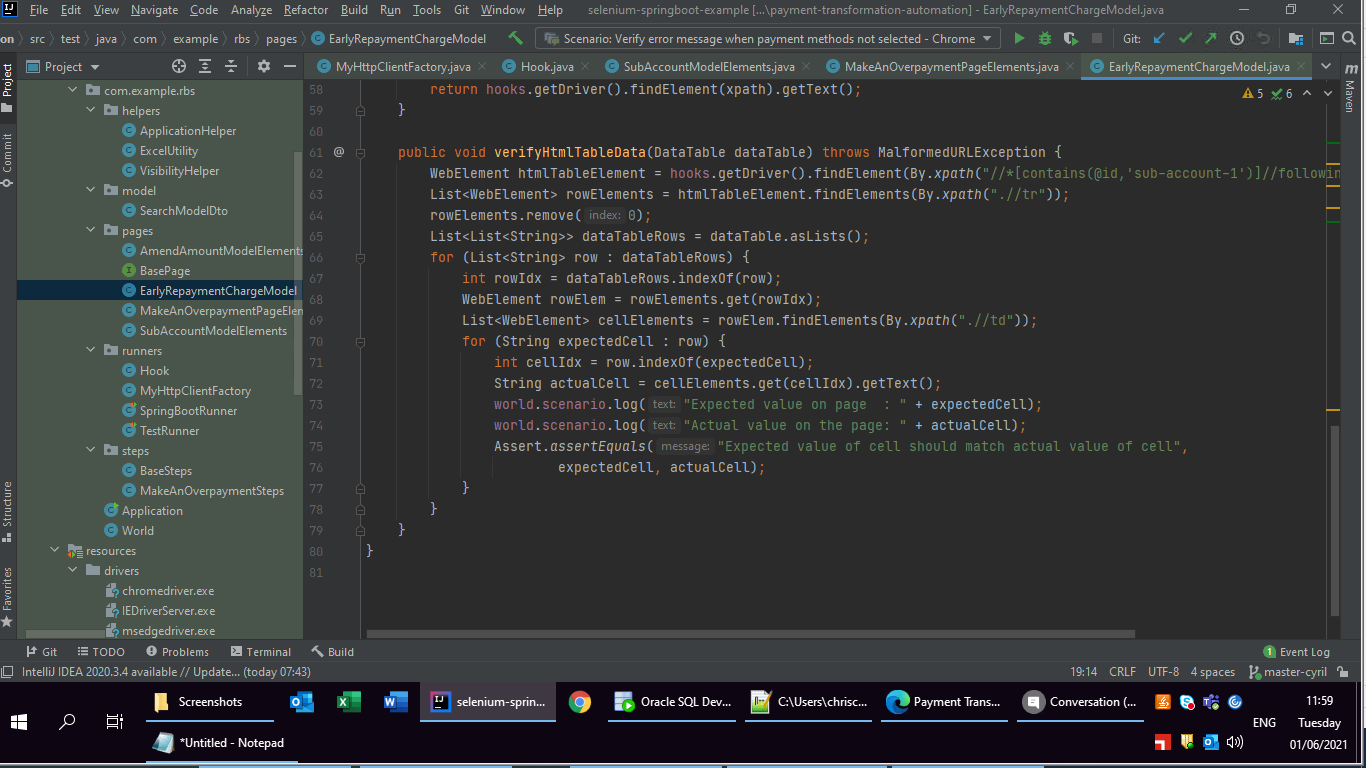 File Edit View Navigate Code Analyze Refactor Build Run Tools Git Window Help selenium-springboot-example [...\payment-transformation-automation] - EarlyRepaymentChargeModel.java
on src test java com example rbs pages EarlyRepaymentChargeModel Scenario: Verify error message when payment methods not selected - Chrome Git:
Project MyHttpClientFactory.java Hook.java SubAccountModelElements.java MakeAnOverpaymentPageElements.java EarlyRepaymentChargeModel.java
Project
Commit
Structure
Favorites
Maven
com.example.rbs
helpers
ApplicationHelper
ExcelUtility
VisibilityHelper
model
SearchModelDto
pages
AmendAmountModelElements
BasePage
EarlyRepaymentChargeModel
MakeAnOverpaymentPageElen
SubAccountModelElements
runners
Hook
MyHttpClientFactory
SpringBootRunner
TestRunner
steps
BaseSteps
MakeAnOverpaymentSteps
Application
World
resources
drivers
chromedriver.exe
IEDriverServer.exe
msedgedriver.exe
5 6
58 return hooks.getDriver().findElement(xpath).getText();
59 }
60
61 @ public void verifyHtmlTableData(DataTable dataTable) throws MalformedURLException {
62 WebElement htmlTableElement = hooks.getDriver().findElement(By.xpath("//*[contains(@id,'sub-account-1')]//followin
63 List<WebElement> rowElements = htmlTableElement.findElements(By.xpath(".//tr"));
64 rowElements.remove( index: 0);
65 List<List<String>> dataTableRows = dataTable.asLists();
66 for (List<String> row : dataTableRows) {
67 int rowIdx = dataTableRows.indexOf(row);
68 WebElement rowElem = rowElements.get(rowIdx);
69 List<WebElement> cellElements = rowElem.findElements(By.xpath(".//td"));
70 for (String expectedCell : row) {
71 int cellIdx = row.indexOf(expectedCell);
72 String actualCell = cellElements.get(cellIdx).getText();
73 world.scenario.log( text: "Expected value on page  : " + expectedCell);
74 world.scenario.log( text: "Actual value on the page: " + actualCell);
75 Assert.assertEquals( message: "Expected value of cell should match actual value of cell",
76 expectedCell, actualCell);
77 }
78 }
79 }
80 }
81
Git TODO Problems Terminal Build 1 Event Log
IntelliJ IDEA 2020.3.4 available // Update... (today 07:43) 19:14 CRLF UTF-8 4 spaces master-cyril
Screenshots selenium-sprin... Oracle SQL Dev... C:\Users\chrisc... Payment Trans... Conversation (... 11:59
ENG Tuesday
*Untitled - Notepad 01/06/2021